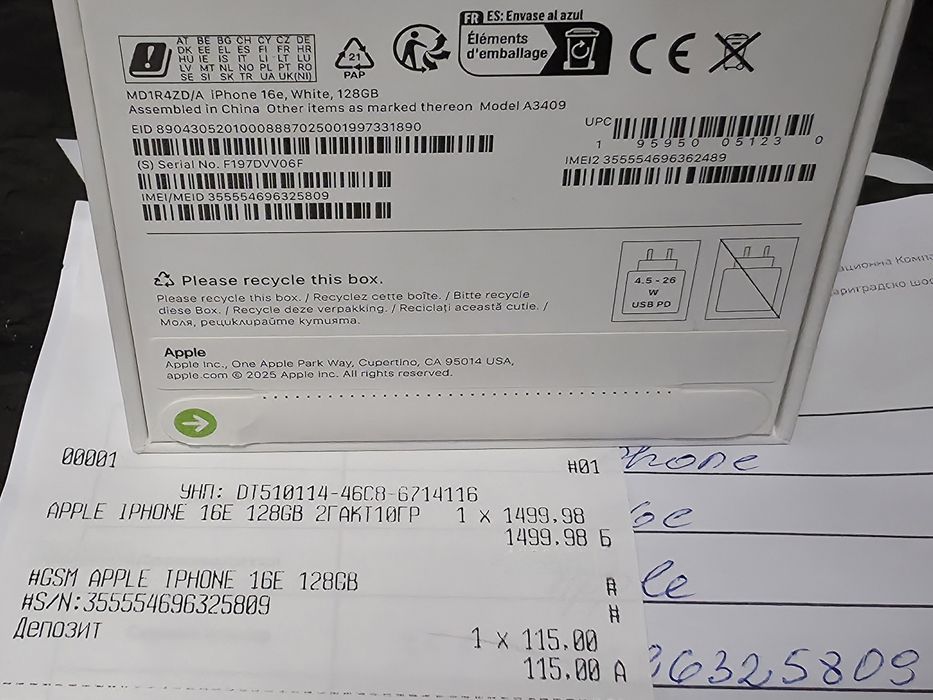 FR ES: Envase al azul
Éléments
d'emballage
AT BE BG CH CY CZ DE
DK EE EL ES FI FR HR
HU IE IS IT LI LT LU
LV MT NL NO PL PT RO
SE SI SK TR UA UK(NI)
21
PAP
CE
MD1R4ZD/A iPhone 16e, White, 128GB
Assembled in China Other items as marked thereon Model A3409
EID 89043052010008887025001997331890
UPC
1 95950 05123 0
(S) Serial No. F197DVV06F
IMEI2 355554696362489
IMEI/MEID 355554696325809
Please recycle this box.
Please recycle this box. / Recyclez cette boîte. / Bitte recycle
diese Box. / Recycle deze verpakking. / Reciclați această cutie. /
Моля, рециклирайте кутията.
4.5 - 26
W
USB PD
Apple
Apple Inc., One Apple Park Way, Cupertino, CA 95014 USA,
apple.com © 2025 Apple Inc. All rights reserved.
00001 #01
УНП: DT510114-46C8-6714116
APPLE IPHONE 16E 128GB 2ГАКТ10ГР 1 x 1499.98
1499.98 Б
#GSM APPLE IPHONE 16E 128GB #
#S/N:355554696325809 #
Депозит
1 x 115.00
115.00 А
6325809